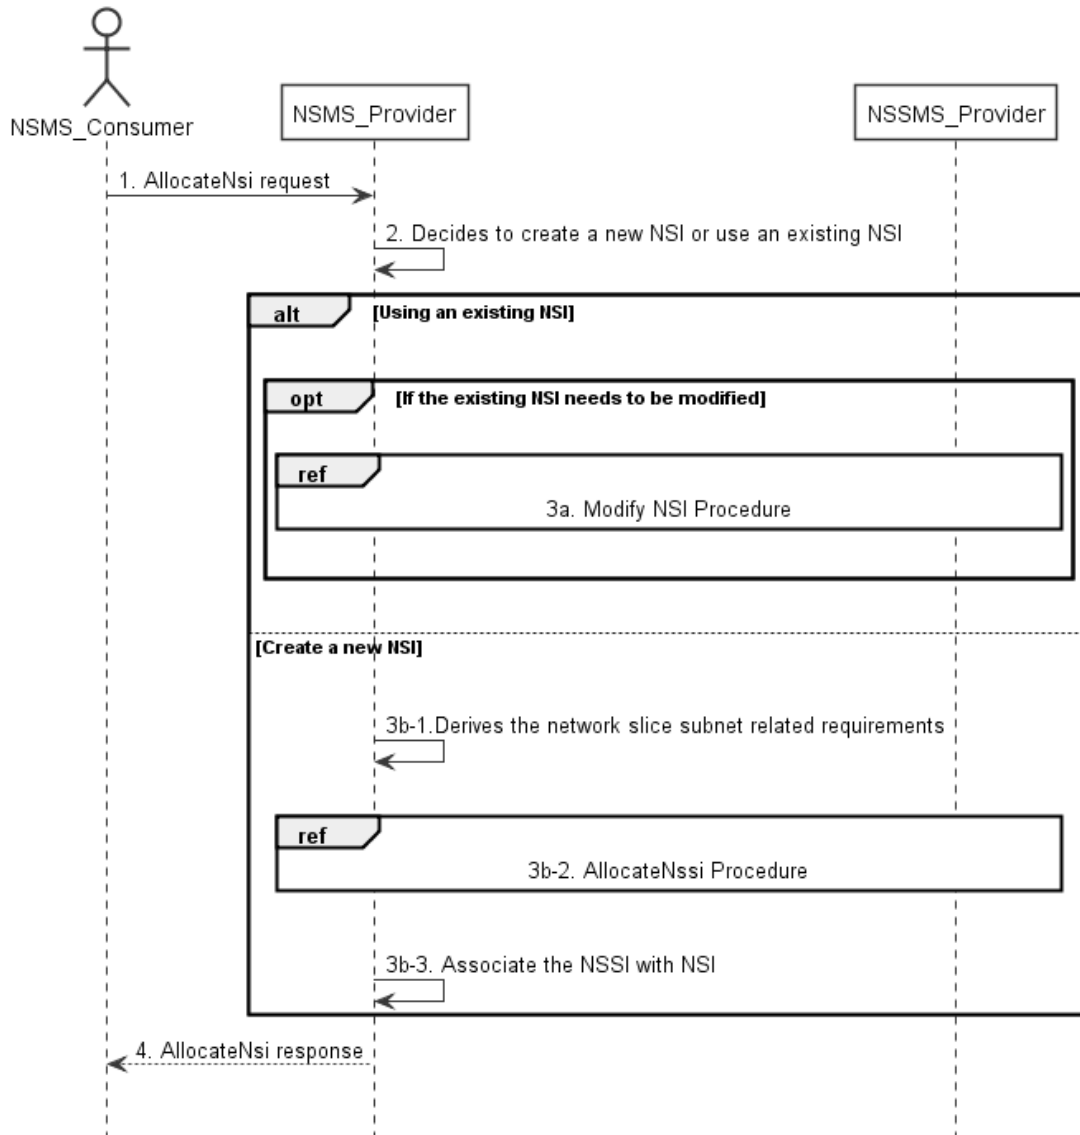 NSMS_Consumer
NSMS_Provider
NSSMS_Provider
1. AllocateNsi request
2. Decides to create a new NSI or use an existing NSI
alt
[Using an existing NSI]
opt
[If the existing NSI needs to be modified]
ref
3a. Modify NSI Procedure
[Create a new NSI]
3b-1.Derives the network slice subnet related requirements
ref
3b-2. AllocateNssi Procedure
3b-3. Associate the NSSI with NSI
4. AllocateNsi response